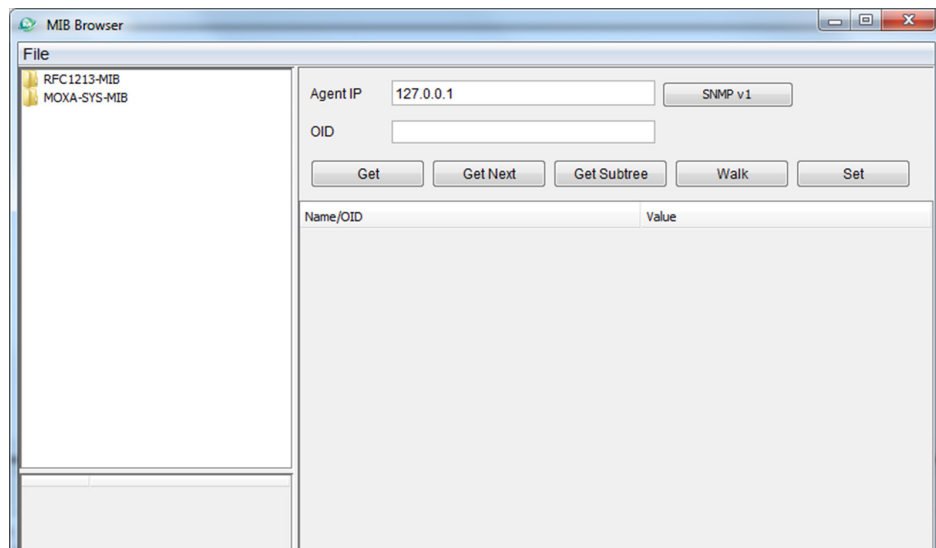 MIB Browser
File
RFC1213-MIB
MOXA-SYS-MIB
Agent IP 127.0.0.1 SNMP v1
OID
Get Get Next Get Subtree Walk Set
Name/OID Value